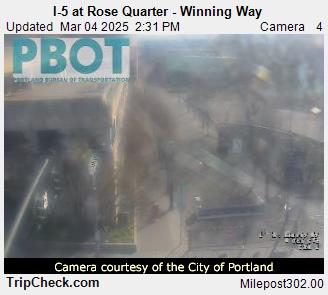 I-5 at Rose Quarter - Winning Way
Updated Mar 04 2025 2:31 PM Camera 4
PBOT
PORTLAND BUREAU OF TRANSPORTATION
Camera courtesy of the City of Portland
TripCheck.com Milepost302.00